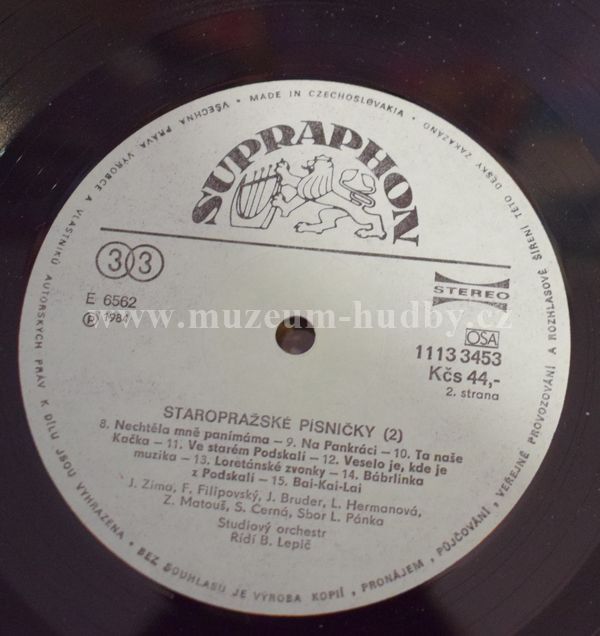 VŠECHNA PRÁVA VÝROBCE A VLASTNÍKŮ AUTORSKÝCH PRÁV K DÍLU JSOU VYHRAZENA • BEZ SOUHLASU JE VÝROBA KOPIÍ, PRONÁJEM, PŮJČOVÁNÍ, VEŘEJNÉ PROVOZOVÁNÍ A ROZHLASOVÉ ŠÍŘENÍ TÉTO DESKY ZAKÁZÁNO • MADE IN CZECHOSLOVAKIA •
SUPRAPHON
33
STEREO
E 6562
℗ 1984
www.muzeum-hudby.cz
OSA
1113 3453
Kčs 44,-
2. strana
STAROPRAŽSKÉ PÍSNIČKY (2)
8. Nechtěla mně panímáma – 9. Na Pankráci – 10. Ta naše
Kačka – 11. Ve starém Podskalí – 12. Veselo je, kde je
muzika – 13. Loretánské zvonky – 14. Bábrlinka
z Podskalí – 15. Bai-Kai-Lai
J. Zíma, F. Filipovský, J. Bruder, L. Hermanová,
Z. Matouš, S. Černá, Sbor L. Pánka
Studiový orchestr
Řídí B. Lepič